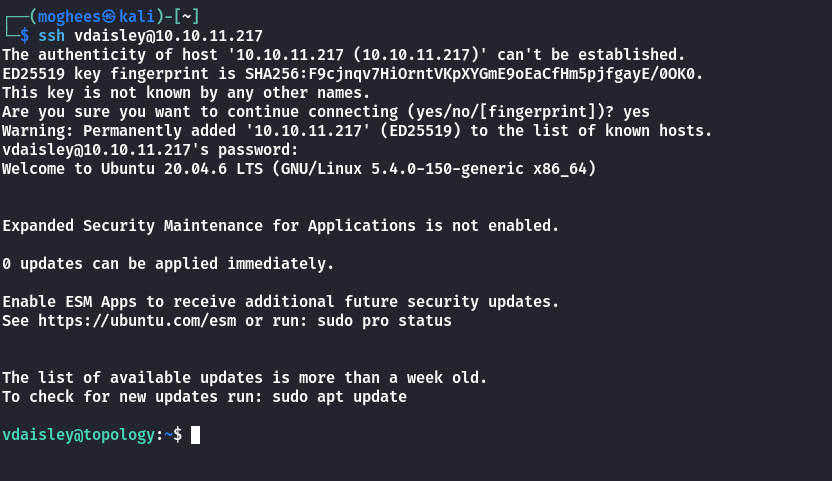 ┌──(moghees㉿kali)-[~]
└─$ ssh vdaisley@10.10.11.217
The authenticity of host '10.10.11.217 (10.10.11.217)' can't be established.
ED25519 key fingerprint is SHA256:F9cjnqv7HiOrntVKpXYGmE9oEaCfHm5pjfgayE/0OK0.
This key is not known by any other names.
Are you sure you want to continue connecting (yes/no/[fingerprint])? yes
Warning: Permanently added '10.10.11.217' (ED25519) to the list of known hosts.
vdaisley@10.10.11.217's password:
Welcome to Ubuntu 20.04.6 LTS (GNU/Linux 5.4.0-150-generic x86_64)
Expanded Security Maintenance for Applications is not enabled.
0 updates can be applied immediately.
Enable ESM Apps to receive additional future security updates.
See https://ubuntu.com/esm or run: sudo pro status
The list of available updates is more than a week old.
To check for new updates run: sudo apt update
vdaisley@topology:~$